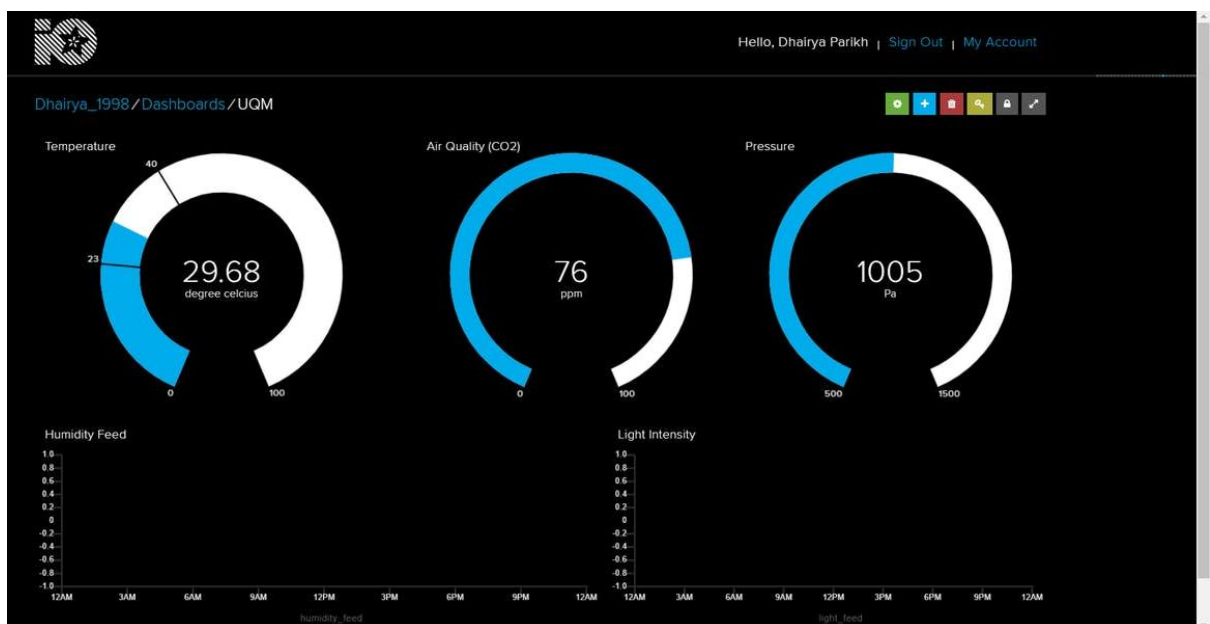 Hello, Dhairya Parikh | Sign Out | My Account
Dhairya_1998/Dashboards/UQM
Temperature
40
23
29.68
degree celcius
0
100
Air Quality (CO2)
76
ppm
0
100
Pressure
1005
Pa
500
1500
Humidity Feed
1.0
0.8
0.6
0.4
0.2
0
-0.2
-0.4
-0.6
-0.8
-1.0
12AM 3AM 6AM 9AM 12PM 3PM 6PM 9PM 12AM
humidity_feed
Light Intensity
1.0
0.8
0.6
0.4
0.2
0
-0.2
-0.4
-0.6
-0.8
-1.0
12AM 3AM 6AM 9AM 12PM 3PM 6PM 9PM 12AM
light_feed